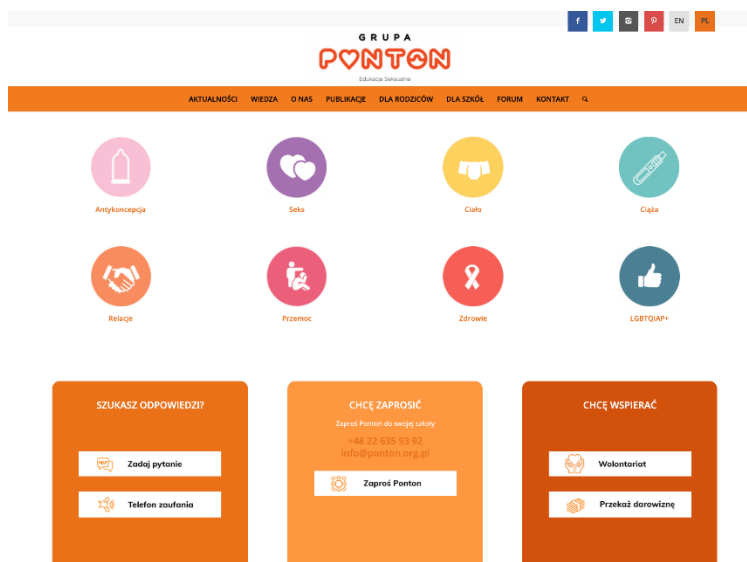 EN PL
GRUPA
PONTON
Edukacja Seksualna
AKTUALNOŚCI WIEDZA O NAS PUBLIKACJE DLA RODZICÓW DLA SZKÓŁ FORUM KONTAKT
Antykoncepcja Seks Ciało Ciąża
Relacje Przemoc Zdrowie LGBTQIAP+
SZUKASZ ODPOWIEDZI?
Zadaj pytanie
Telefon zaufania
CHCĘ ZAPROSIĆ
Zaproś Ponton do swojej szkoły
+48 22 635 93 92
info@ponton.org.pl
Zaproś Ponton
CHCĘ WSPIERAĆ
Wolontariat
Przekaż darowiznę